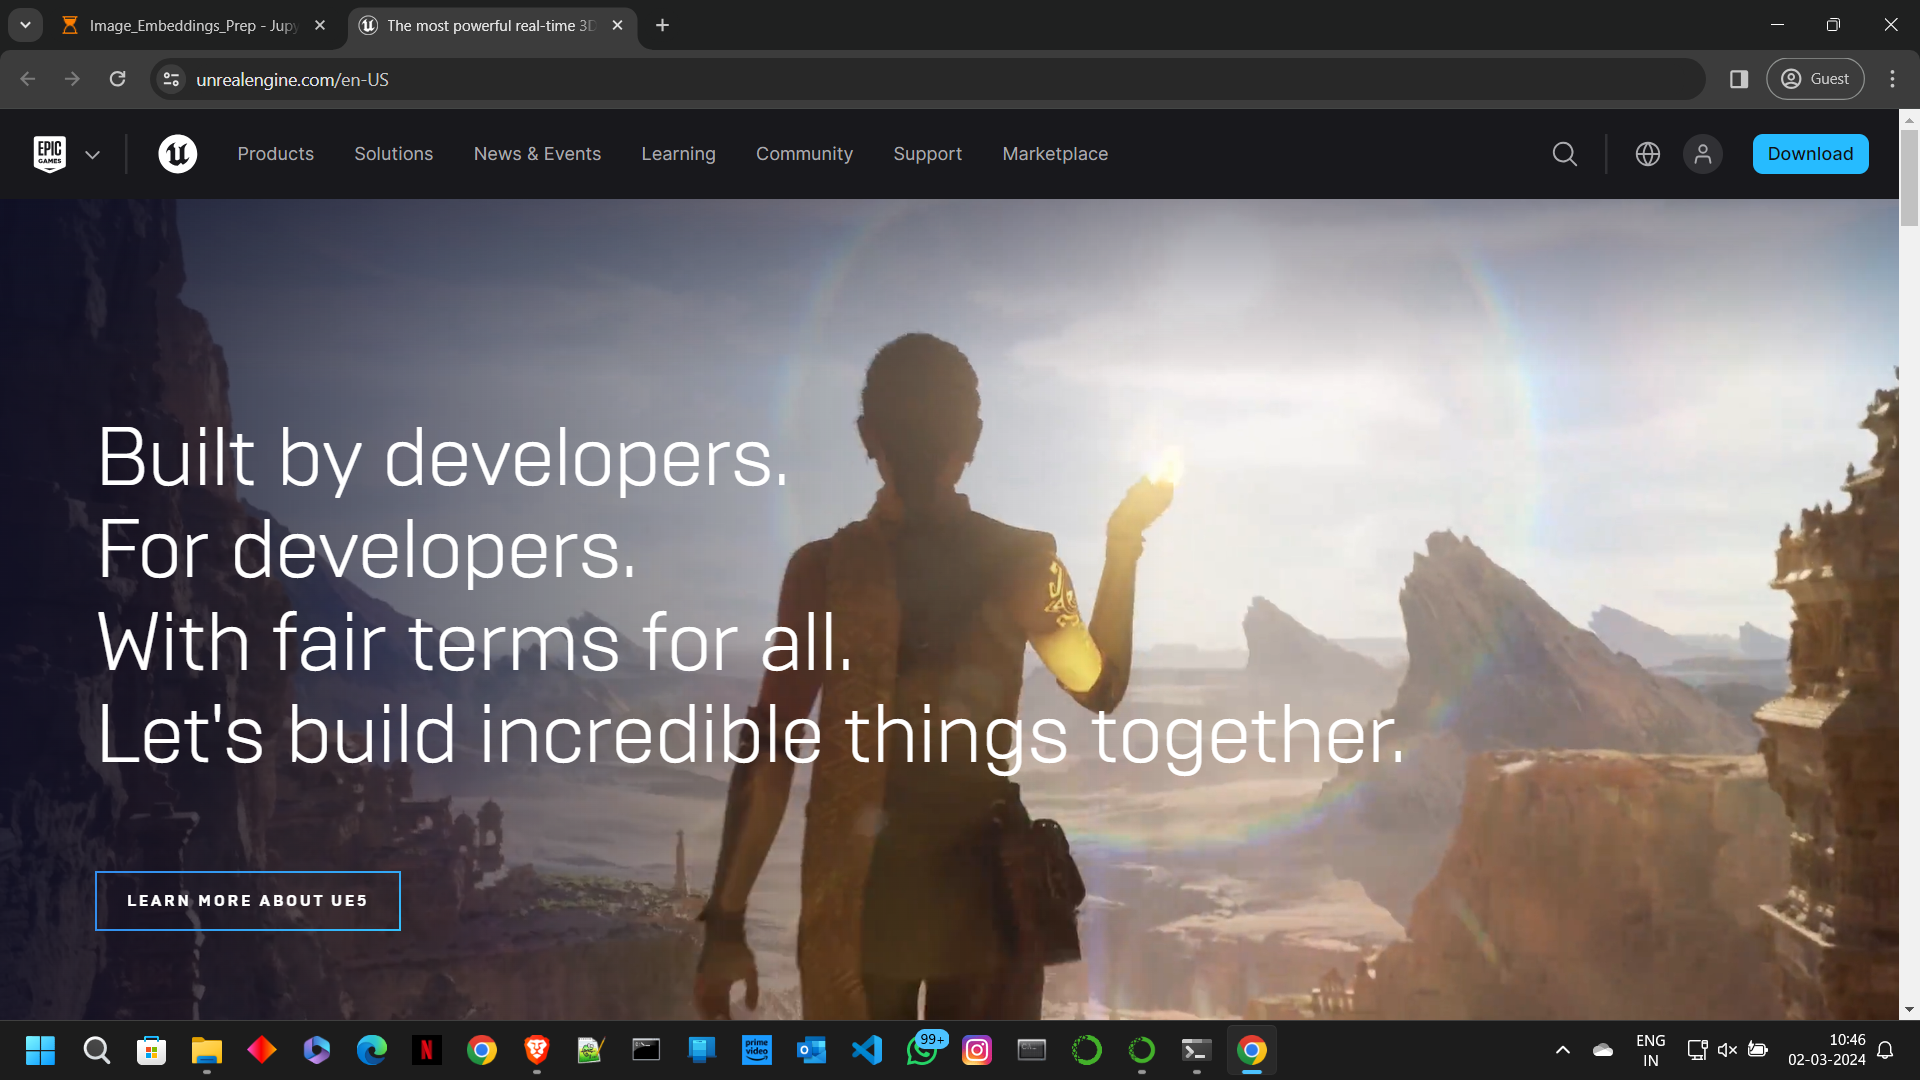 Image_Embeddings_Prep - Jupy
The most powerful real-time 3D
unrealengine.com/en-US
Guest
EPIC GAMES
Products
Solutions
News & Events
Learning
Community
Support
Marketplace
Download
Built by developers.
For developers.
With fair terms for all.
Let's build incredible things together.
LEARN MORE ABOUT UE5
N
prime video
99+
ENG
IN
10:46
02-03-2024